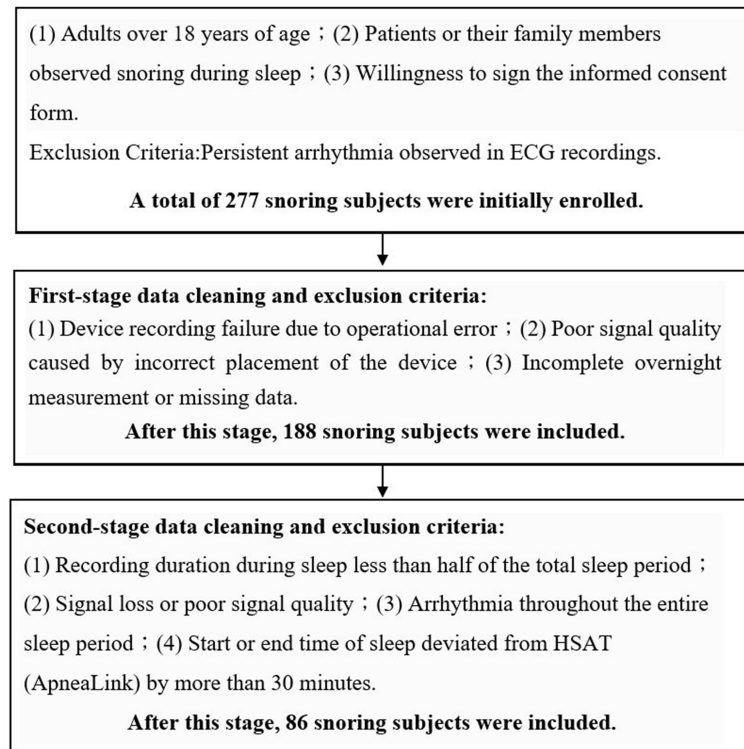 (1) Adults over 18 years of age；(2) Patients or their family members
observed snoring during sleep；(3) Willingness to sign the informed consent
form.
Exclusion Criteria:Persistent arrhythmia observed in ECG recordings.
A total of 277 snoring subjects were initially enrolled.
First-stage data cleaning and exclusion criteria:
(1) Device recording failure due to operational error；(2) Poor signal quality
caused by incorrect placement of the device；(3) Incomplete overnight
measurement or missing data.
After this stage, 188 snoring subjects were included.
Second-stage data cleaning and exclusion criteria:
(1) Recording duration during sleep less than half of the total sleep period；
(2) Signal loss or poor signal quality；(3) Arrhythmia throughout the entire
sleep period；(4) Start or end time of sleep deviated from HSAT
(ApneaLink) by more than 30 minutes.
After this stage, 86 snoring subjects were included.